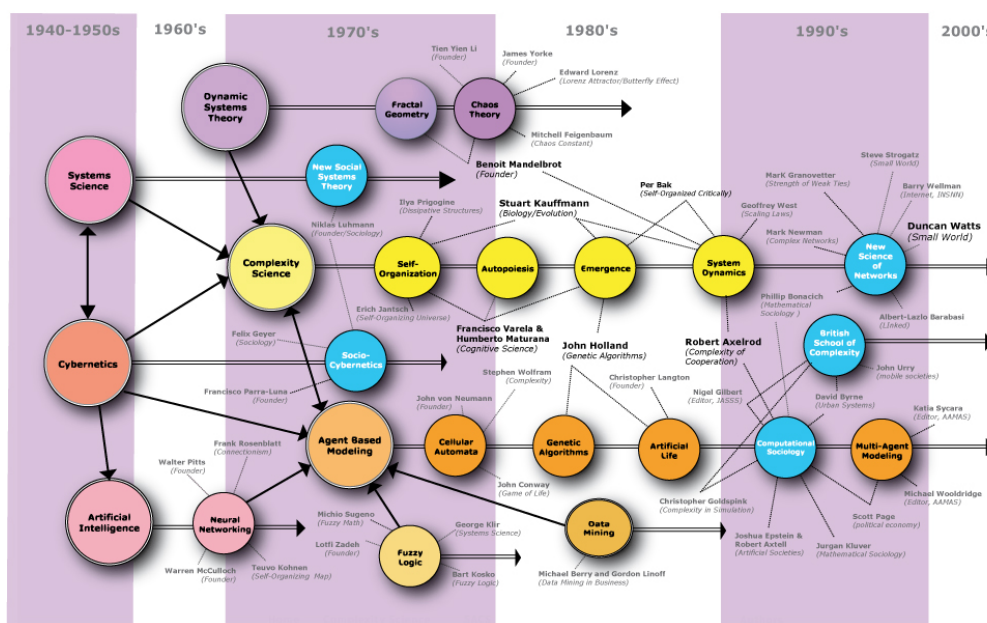 1940-1950s
1960's
1970's
1980's
1990's
2000's
Tien Yien Li
(Founder)
James Yorke
(Founder)
Edward Lorenz
(Lorenz Attractor/Butterfly Effect)
Dynamic
Systems
Theory
Fractal
Geometry
Chaos
Theory
Mitchell Feigenbaum
(Chaos Constant)
Systems
Science
New Social
Systems
Theory
Benoit Mandelbrot
(Founder)
Niklas Luhmann
(Founder/Sociology)
Ilya Prigogine
(Dissipative Structures)
Stuart Kauffmann
(Biology/Evolution)
Per Bak
(Self-Organized Critically)
Mark Granovetter
(Strength of Weak Ties)
Steve Strogatz
(Small World)
Barry Wellman
(Internet, INSNN)
Geoffrey West
(Scaling Laws)
Mark Newman
(Complex Networks)
Duncan Watts
(Small World)
Complexity
Science
Self-
Organization
Autopoiesis
Emergence
System
Dynamics
New
Science of
Networks
Erich Jantsch
(Self-Organizing Universe)
Phillip Bonacich
(Mathematical
Sociology )
Albert-Lazlo Barabasi
(Linked)
Cybernetics
Felix Geyer
(Sociology)
Socio-
Cybernetics
Francisco Parra-Luna
(Founder)
Francisco Varela &
Humberto Maturana
(Cognitive Science)
John Holland
(Genetic Algorithms)
Robert Axelrod
(Complexity of
Cooperation)
British
School of
Complexity
John Urry
(mobile societies)
Stephen Wolfram
(Complexity)
John von Neumann
(Founder)
Christopher Langton
(Founder)
Nigel Gilbert
(Editor, JASSS)
David Byrne
(Urban Systems)
Katia Sycara
(Editor, AAMAS)
Agent Based
Modeling
Cellular
Automata
Genetic
Algorithms
Artificial
Life
Computational
Sociology
Multi-Agent
Modeling
Frank Rosenblatt
(Connectionism)
Walter Pitts
(Founder)
John Conway
(Game of Life)
Christopher Goldspink
(Complexity in Simulation)
Michael Wooldridge
(Editor, AAMAS)
Scott Page
(political economy)
Artificial
Intelligence
Neural
Networking
Michio Sugeno
(Fuzzy Math)
Lotfi Zadeh
(Founder)
George Klir
(Systems Science)
Fuzzy
Logic
Data
Mining
Joshua Epstein &
Robert Axtell
(Artificial Societies)
Jurgan Kluver
(Mathematical Sociology)
Warren McCulloch
(Founder)
Teuvo Kohnen
(Self-Organizing Map)
Bart Kosko
(Fuzzy Logic)
Michael Berry and Gordon Linoff
(Data Mining in Business)